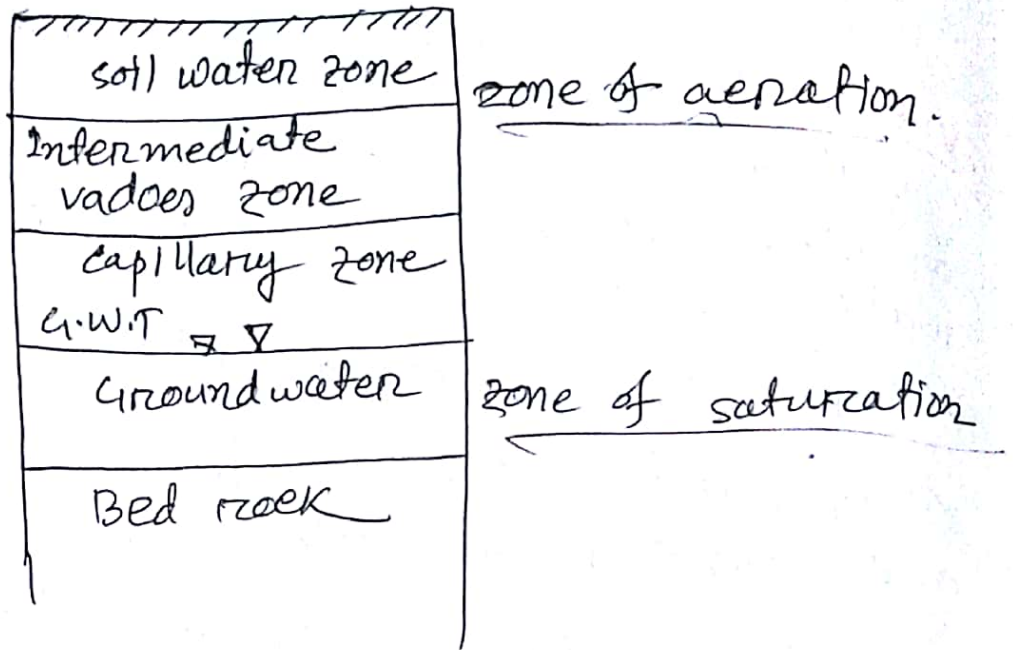 soil water zone
zone of aeration.
Intermediate
vadoes zone
capillary zone
G.W.T
Groundwater
zone of saturation
Bed rock